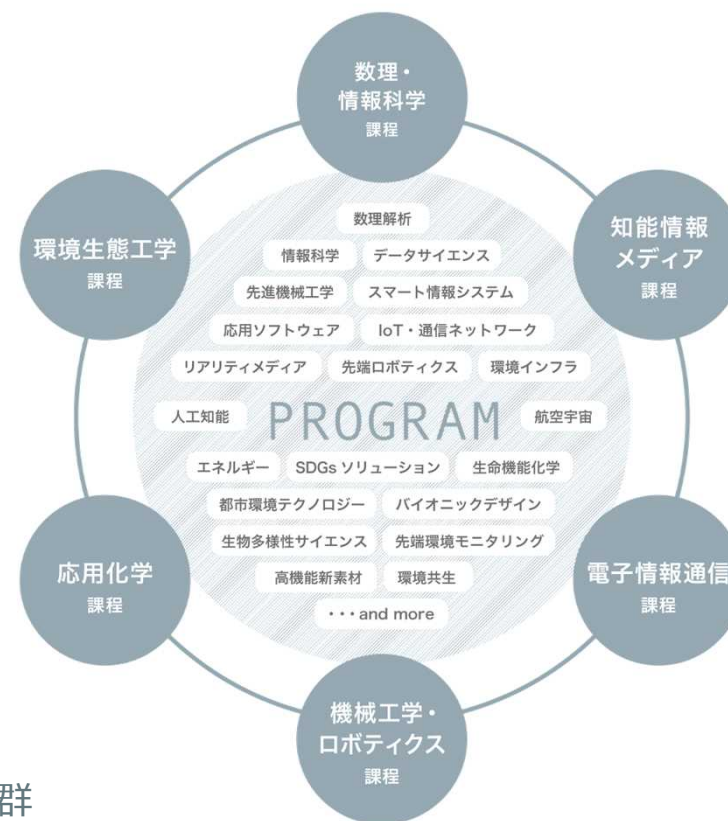 数理・
情報科学
課程
環境生態工学
課程
知能情報
メディア
課程
数理解析
情報科学 データサイエンス
先進機械工学 スマート情報システム
応用ソフトウェア IoT・通信ネットワーク
リアリティメディア 先端ロボティクス 環境インフラ
人工知能 PROGRAM 航空宇宙
エネルギー SDGs ソリューション 生命機能化学
都市環境テクノロジー バイオニックデザイン
生物多様性サイエンス 先端環境モニタリング
高機能新素材 環境共生
・・・and more
応用化学
課程
電子情報通信
課程
機械工学・
ロボティクス
課程
群